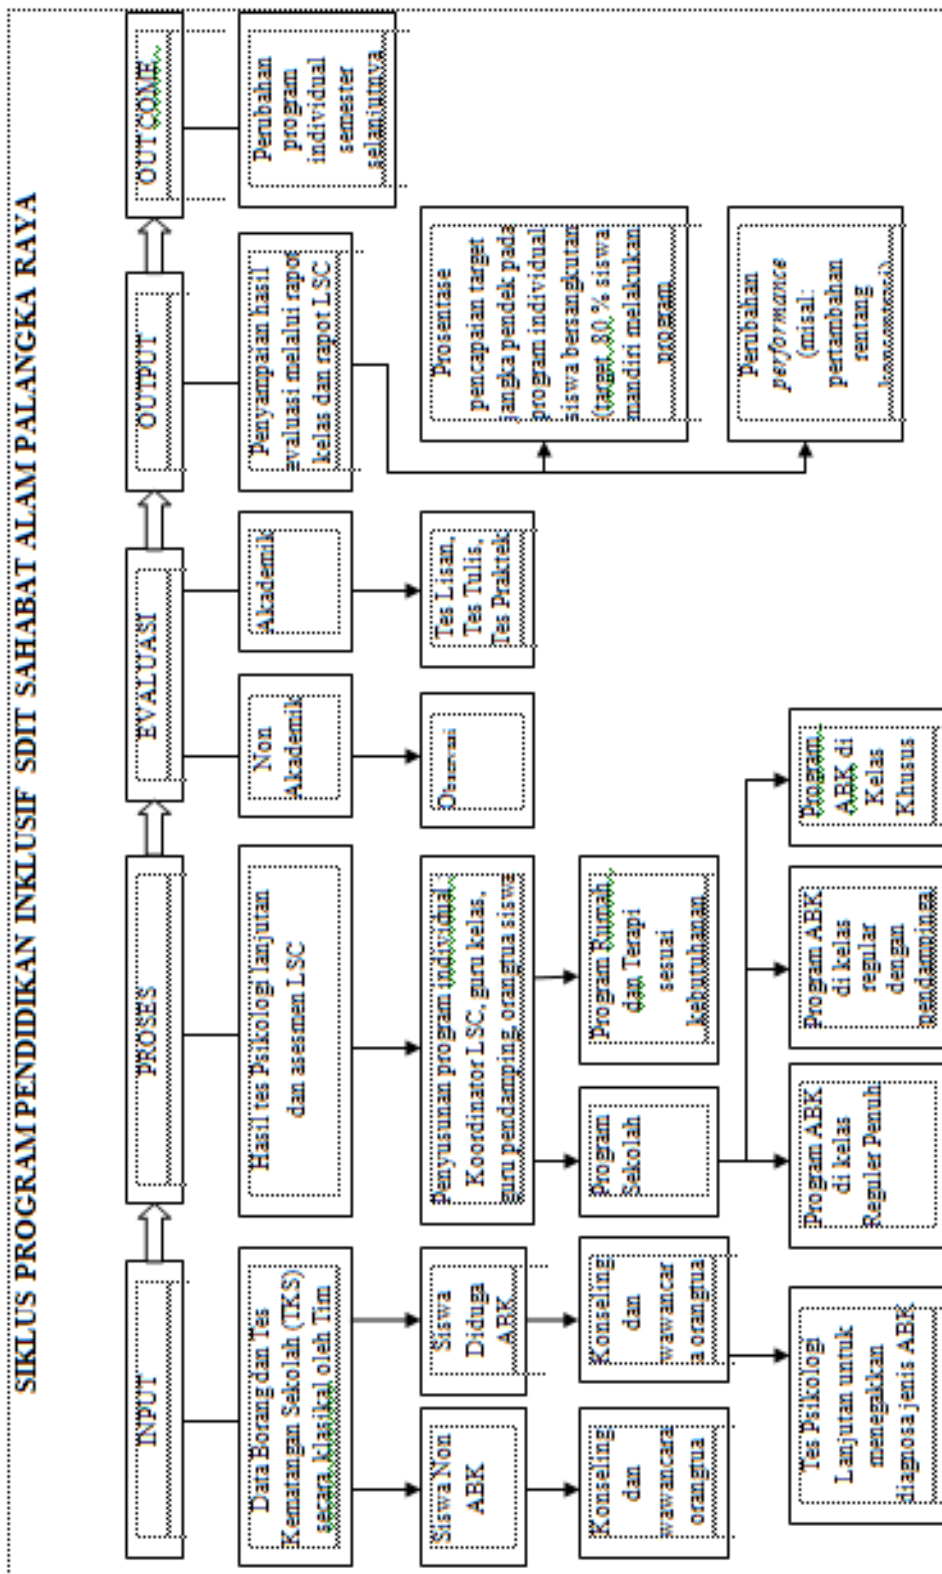 SIKLUS PROGRAM PENDIDIKAN INKLUSIF SDIT SAHABAT ALAM PALANGKA RAYA
INPUT
PROSES
EVALUASI
OUTPUT
OUTCOME
Data Borang dan Tes
Kematangan Sekolah (TKS)
secara klasikal oleh Tim
Hasil tes Psikologi lanjutan
dan asesmen LSC
Non
Akademik
Akademik
Penyampaian hasil
evaluasi melalui rapot
kelas dan rapot LSC
Perubahan
program
individual
semester
selanjutnya
Siswa Non
ABK
Siswa
Diduga
ABK
Penyusunan program individual :
Koordinator LSC, guru kelas,
guru pendamping, orangtua siswa
Observasi
Tes Lisan,
Tes Tulis,
Tes Praktek
Prosentase
pencapaian target
jangka pendek pada
program individual
siswa bersangkutan
(target 80 % siswa
mandiri melakukan
program
Perubahan
performance
(misal:
pertambahan
rentang
Konseling
dan
wawancara
orangtua
Konseling
dan
wawancar
a orangtua
Program
Sekolah
Program Rumah
dan Terapi
sesuai
kebutuhanan
Tes Psikologi
Lanjutan untuk
menegakkan
diagnosa jenis ABK
Program ABK
di kelas
Reguler Penuh
Program ABK
di kelas
regular
dengan
pendampinga
Program
ABK di
Kelas
Khusus